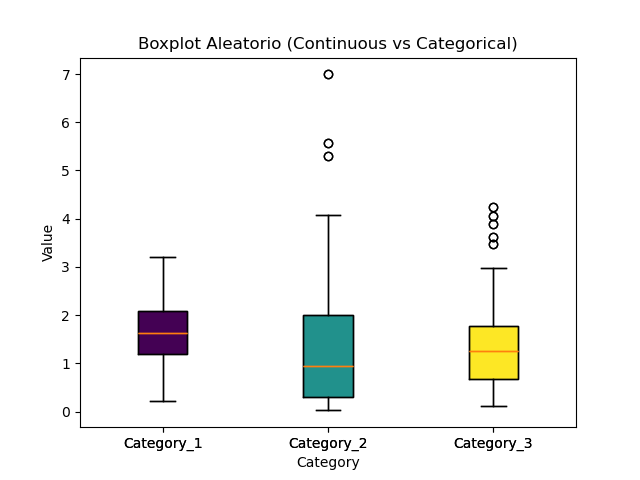 Boxplot Aleatorio (Continuous vs Categorical)
7
6
5
4
3
2
1
0
Value
Category_1 Category_2 Category_3
Category